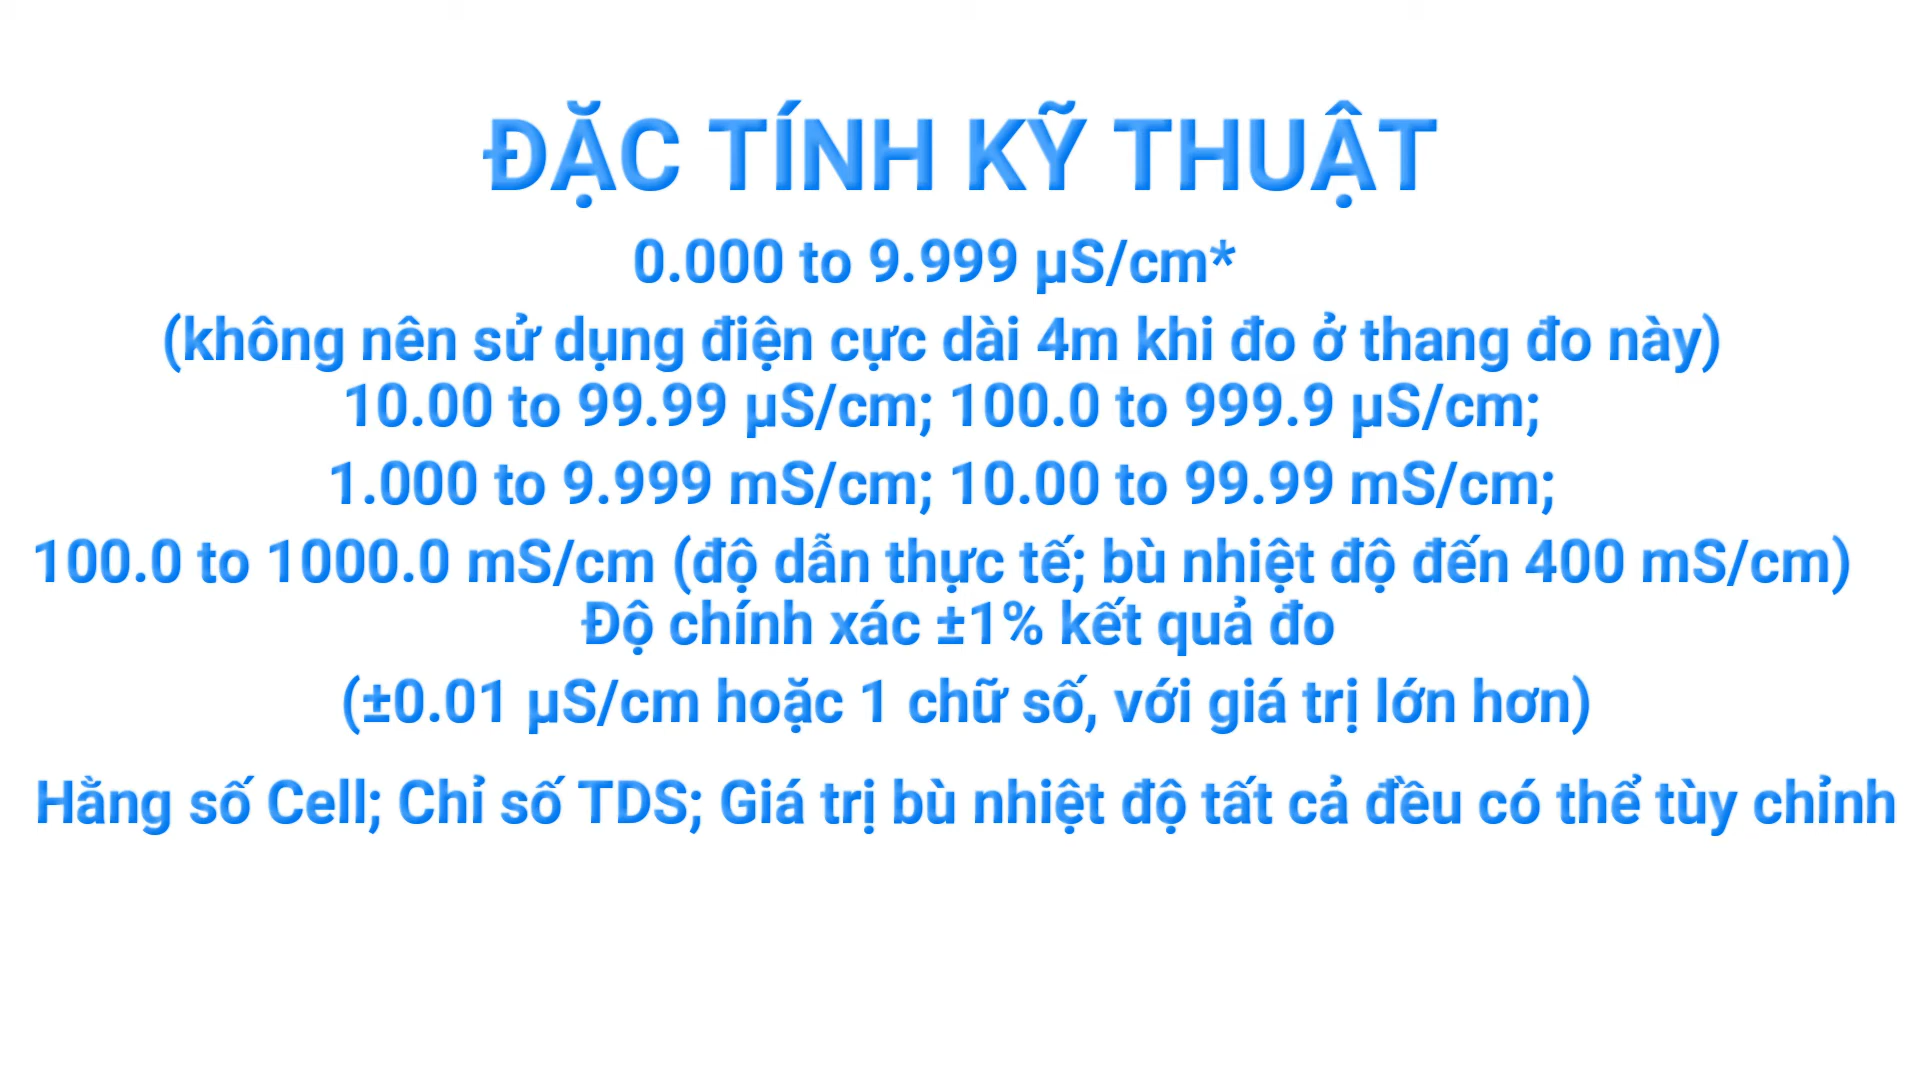 ĐẶC TÍNH KỸ THUẬT
0.000 to 9.999 µS/cm*
(không nên sử dụng điện cực dài 4m khi đo ở thang đo này)
10.00 to 99.99 µS/cm; 100.0 to 999.9 µS/cm;
1.000 to 9.999 mS/cm; 10.00 to 99.99 mS/cm;
100.0 to 1000.0 mS/cm (độ dẫn thực tế; bù nhiệt độ đến 400 mS/cm)
Độ chính xác ±1% kết quả đo
(±0.01 µS/cm hoặc 1 chữ số, với giá trị lớn hơn)
Hằng số Cell; Chỉ số TDS; Giá trị bù nhiệt độ tất cả đều có thể tùy chỉnh